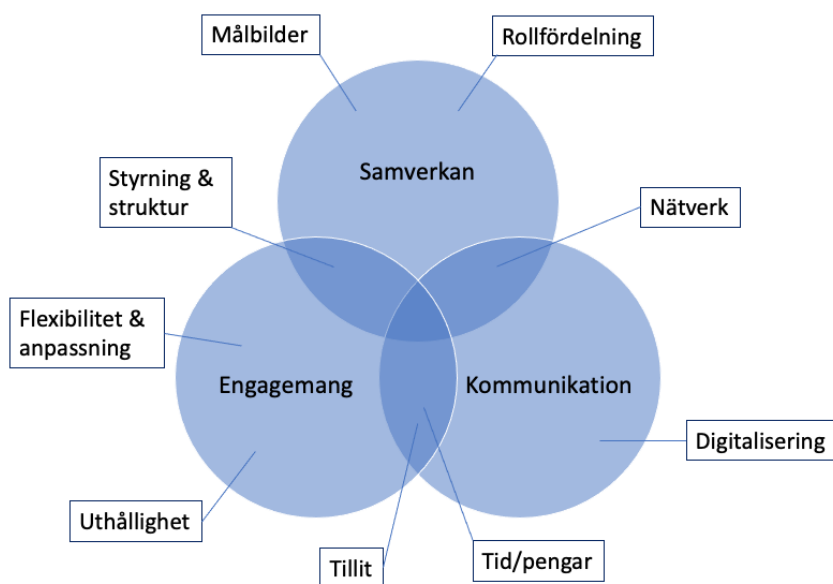 Målbilder
Rollfördelning
Samverkan
Styrning &
struktur
Nätverk
Flexibilitet &
anpassning
Engagemang
Kommunikation
Digitalisering
Uthållighet
Tillit
Tid/pengar